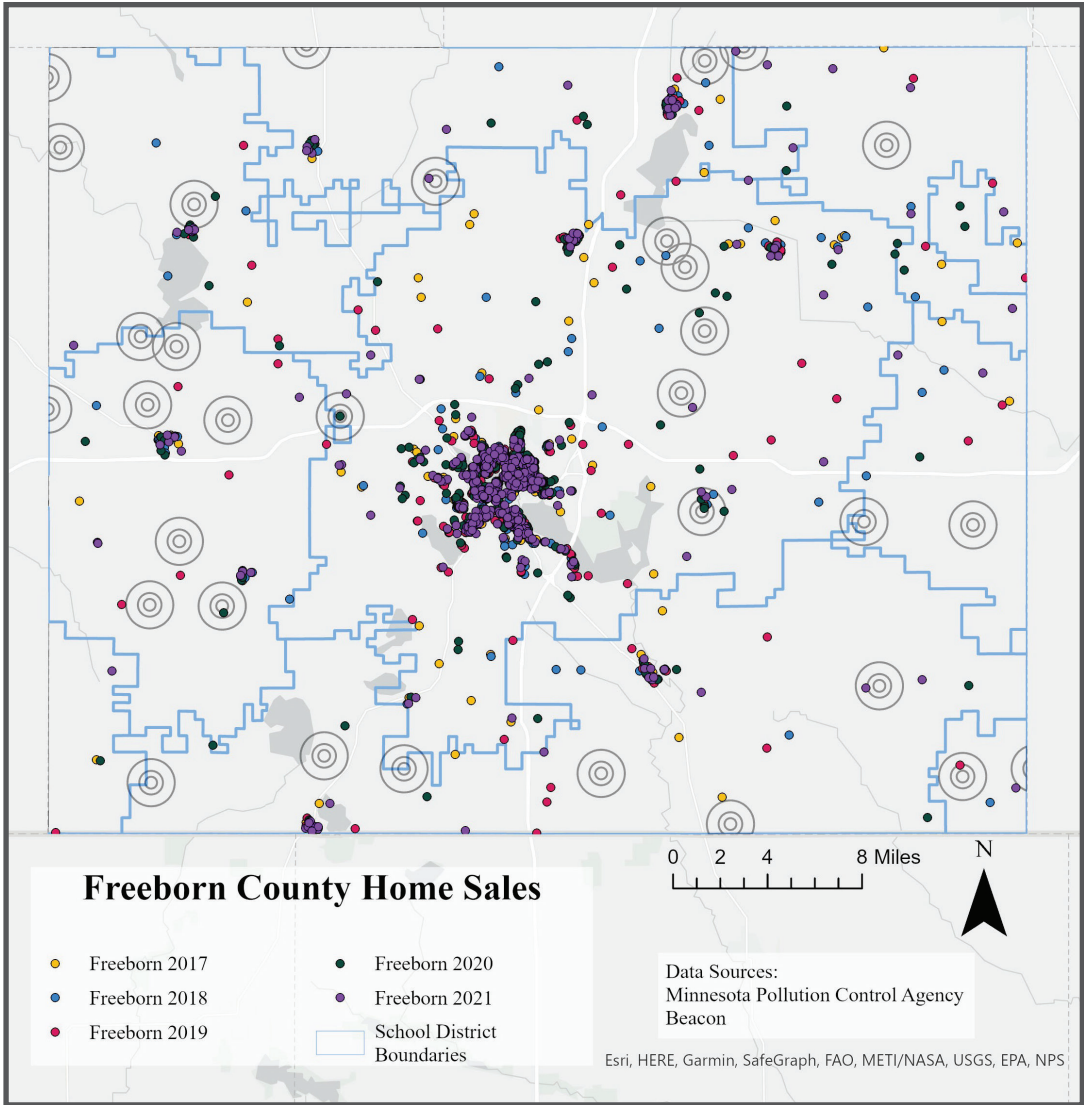 Freeborn County Home Sales
Freeborn 2017
Freeborn 2018
Freeborn 2019
Freeborn 2020
Freeborn 2021
School District
Boundaries
0 2 4 8 Miles
N
Data Sources:
Minnesota Pollution Control Agency
Beacon
Esri, HERE, Garmin, SafeGraph, FAO, METI/NASA, USGS, EPA, NPS